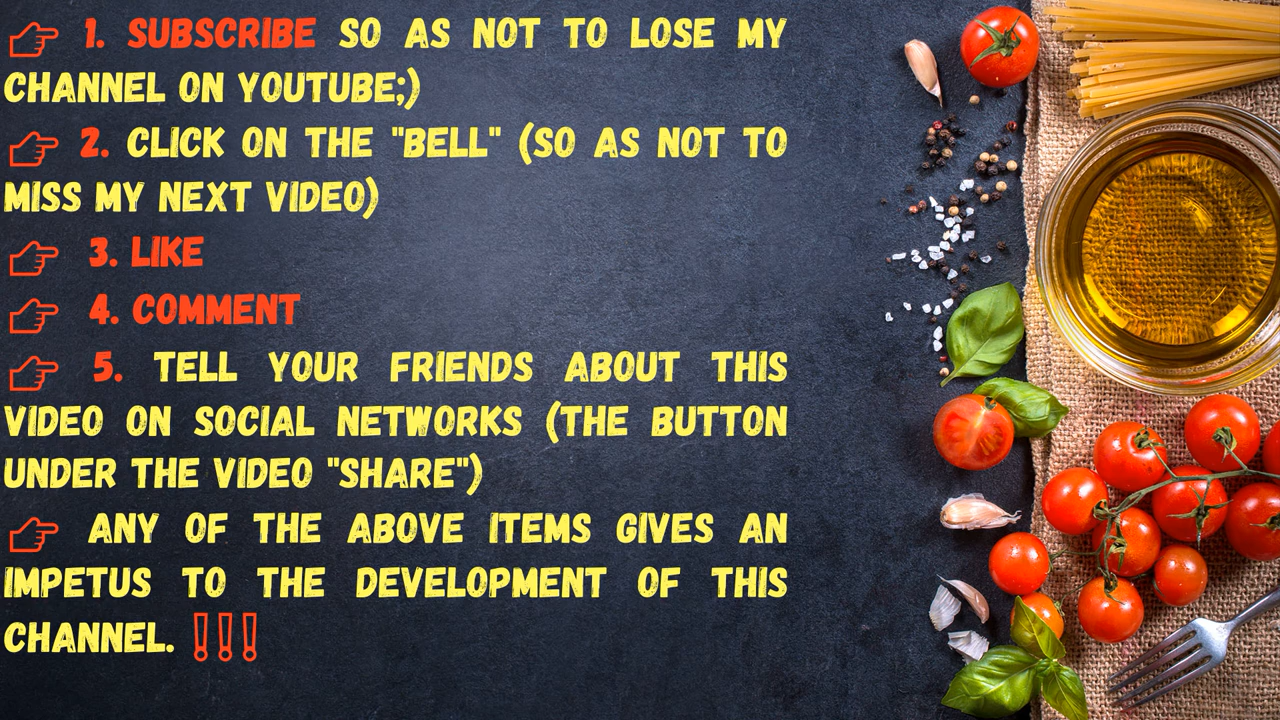 👉 1. SUBSCRIBE SO AS NOT TO LOSE MY
CHANNEL ON YOUTUBE;)
👉 2. CLICK ON THE "BELL" (SO AS NOT TO
MISS MY NEXT VIDEO)
👉 3. LIKE
👉 4. COMMENT
👉 5. TELL YOUR FRIENDS ABOUT THIS
VIDEO ON SOCIAL NETWORKS (THE BUTTON
UNDER THE VIDEO "SHARE")
👉 ANY OF THE ABOVE ITEMS GIVES AN
IMPETUS TO THE DEVELOPMENT OF THIS
CHANNEL. ❗❗❗